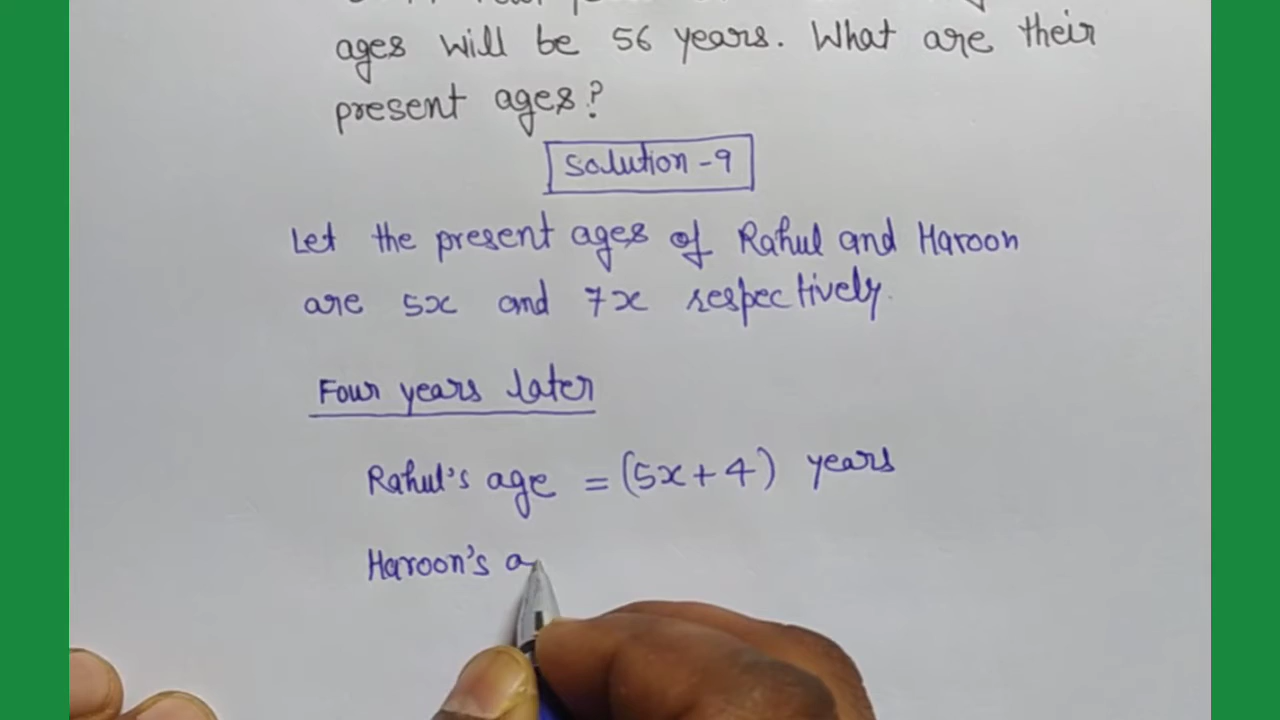 ages will be 56 years. What are their
present ages?
Solution-9
Let the present ages of Rahul and Haroon
are 5x and 7x respectively.
Four years later
Rahul's age = (5x+4) years
Haroon's a